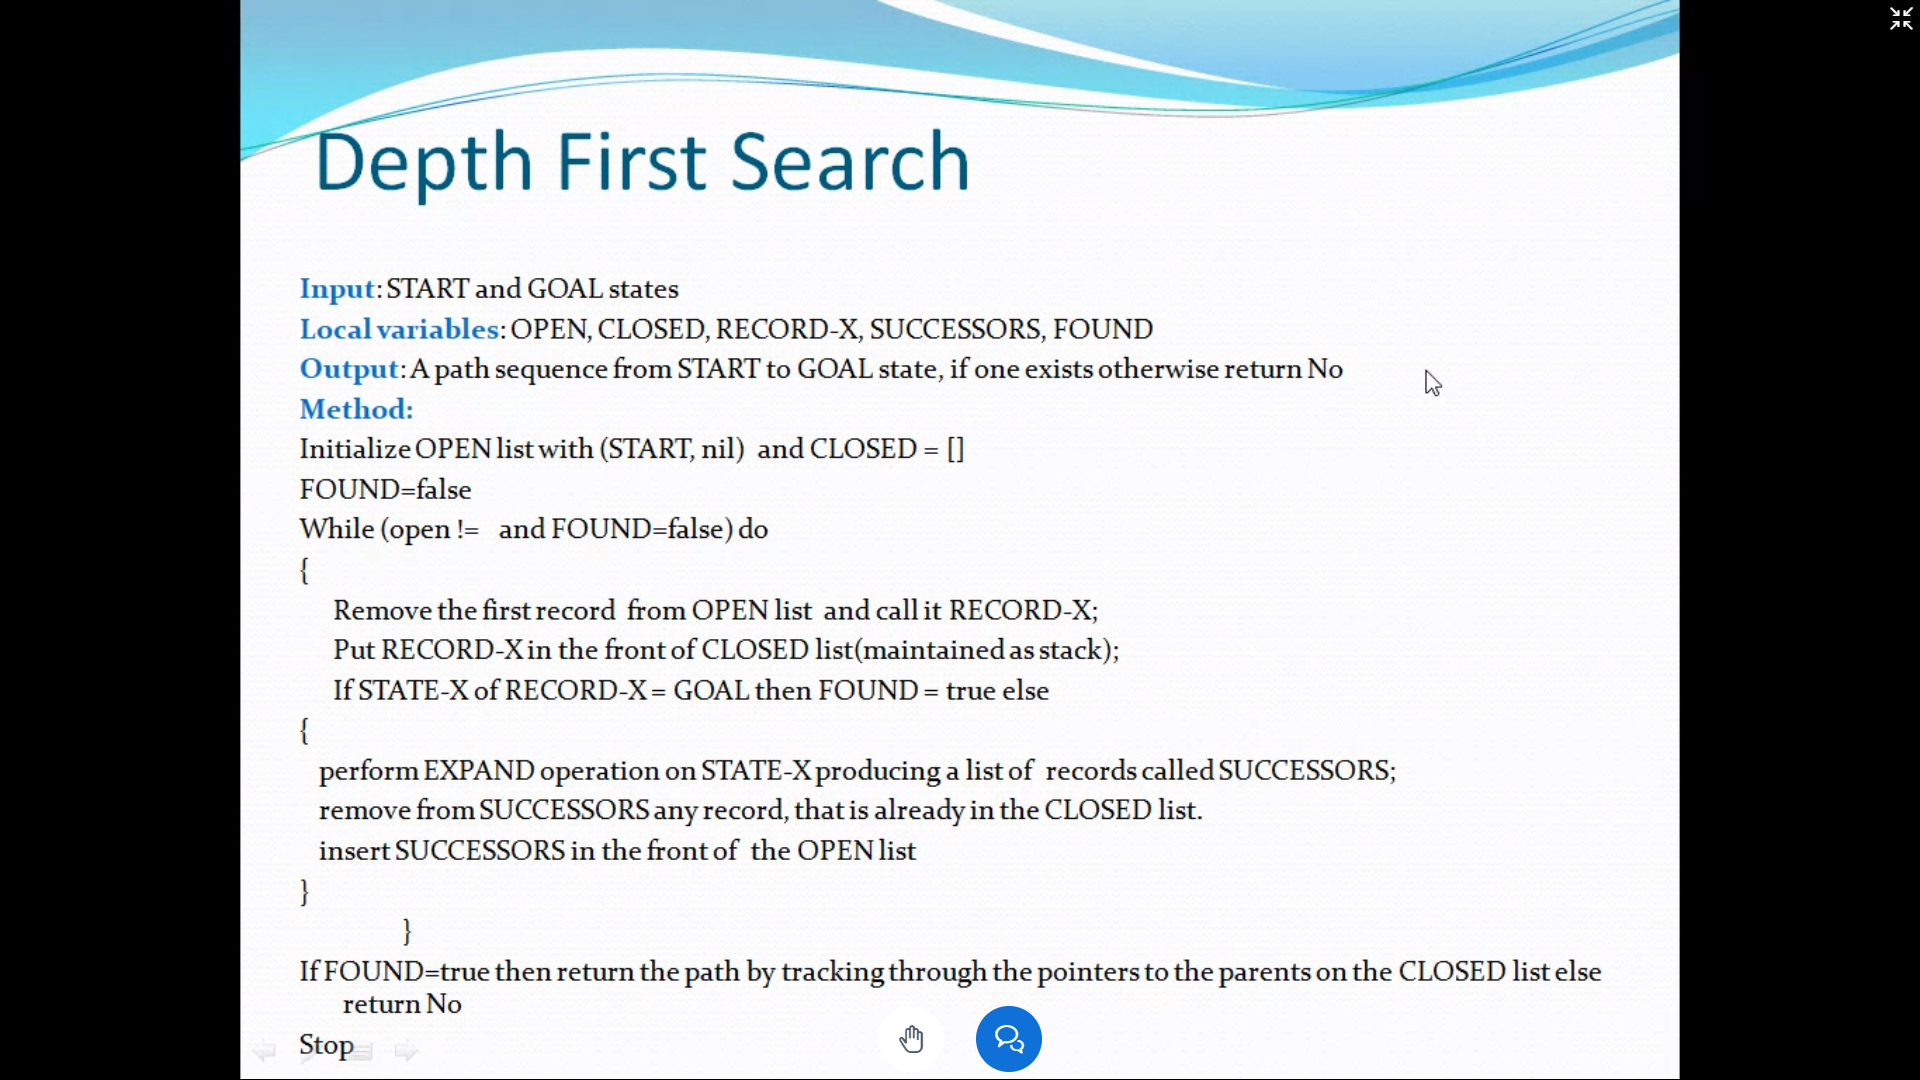 Depth First Search
Input: START and GOAL states
Local variables: OPEN, CLOSED, RECORD-X, SUCCESSORS, FOUND
Output: A path sequence from START to GOAL state, if one exists otherwise return No
Method:
Initialize OPEN list with (START, nil) and CLOSED = []
FOUND=false
While (open != and FOUND=false) do
{
Remove the first record from OPEN list and call it RECORD-X;
Put RECORD-X in the front of CLOSED list(maintained as stack);
If STATE-X of RECORD-X = GOAL then FOUND = true else
{
perform EXPAND operation on STATE-X producing a list of records called SUCCESSORS;
remove from SUCCESSORS any record, that is already in the CLOSED list.
insert SUCCESSORS in the front of the OPEN list
}
}
If FOUND=true then return the path by tracking through the pointers to the parents on the CLOSED list else
return No
Stop